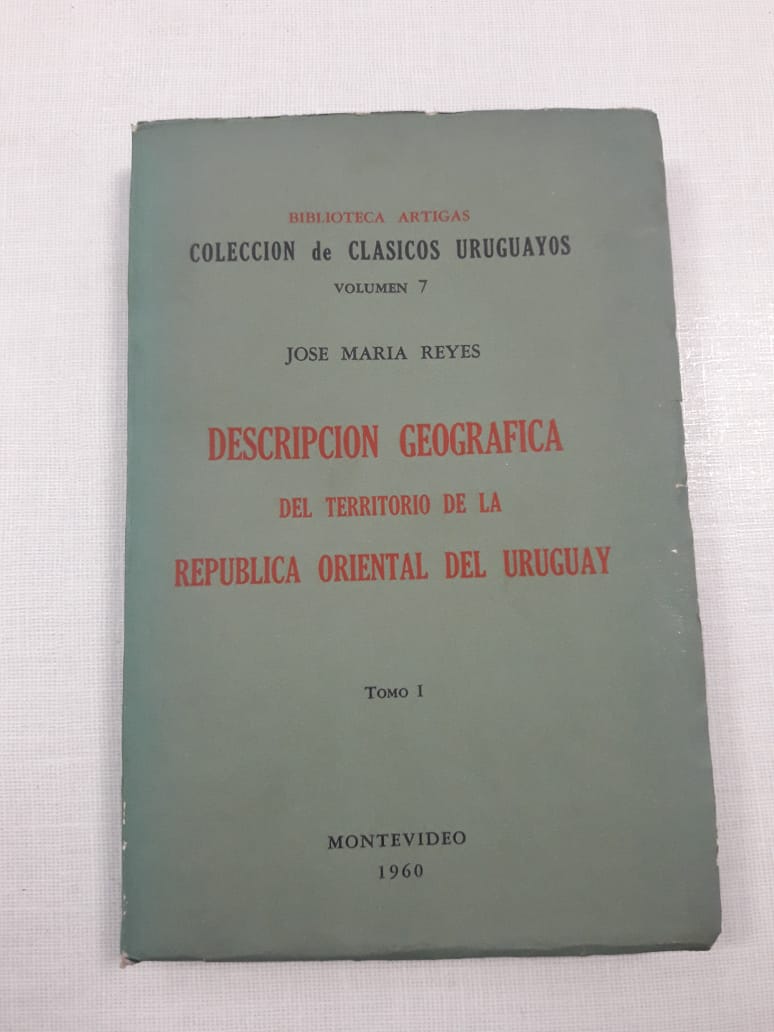 BIBLIOTECA ARTIGAS
COLECCION de CLASICOS URUGUAYOS
VOLUMEN 7
JOSE MARIA REYES
DESCRIPCION GEOGRAFICA
DEL TERRITORIO DE LA
REPUBLICA ORIENTAL DEL URUGUAY
TOMO I
MONTEVIDEO
1960